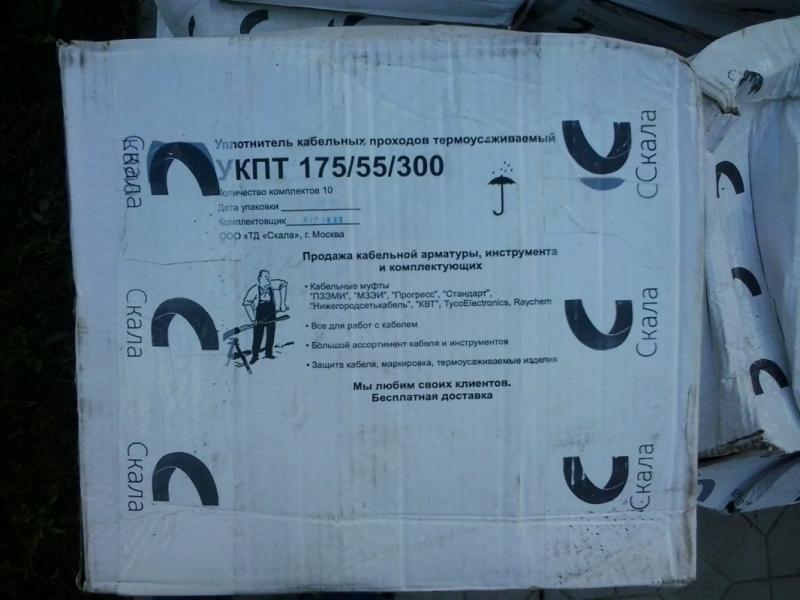 Уплотнитель кабельных проходов термоусаживаемый
УКПТ 175/55/300
Количество комплектов 10
Дата упаковки
Комплектовщик
ООО «ТД «Скала», г. Москва
Продажа кабельной арматуры, инструмента
и комплектующих
• Кабельные муфты
"ПЗЭМИ", "МЗЭИ", "Прогресс", "Стандарт",
"Нижегородсетькабель", "КВТ", TycoElectronics, Raychem
• Все для работ с кабелем
• Большой ассортимент кабеля и инструментов
• Защита кабеля, маркировка, термоусаживаемые изделия
Мы любим своих клиентов.
Бесплатная доставка
Скала
Скала
Скала
Скала
Скала
Скала